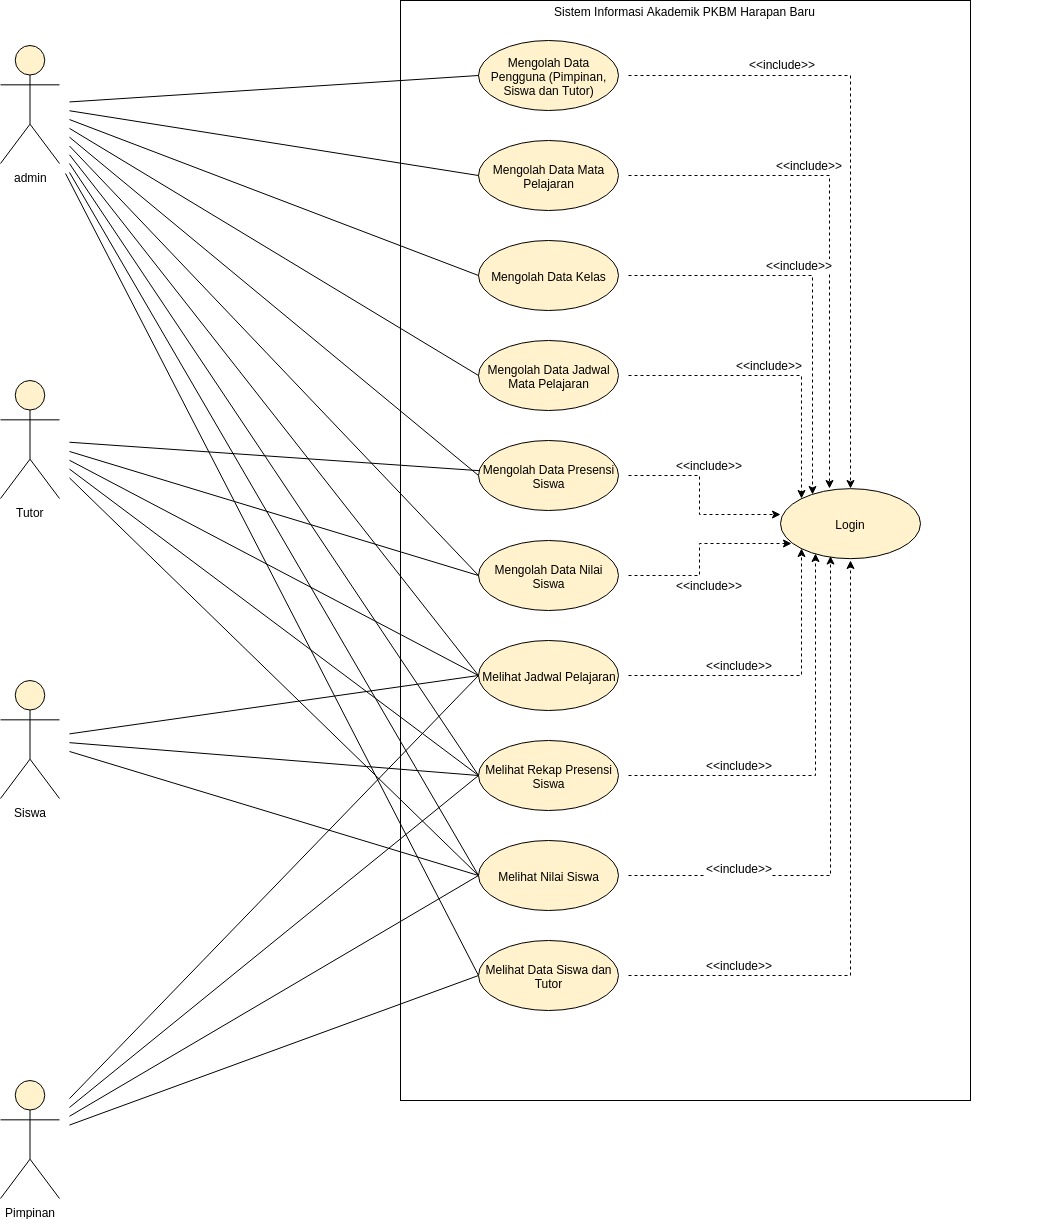 Sistem Informasi Akademik PKBM Harapan Baru
Mengolah Data
Pengguna (Pimpinan,
Siswa dan Tutor)
<<include>>
Mengolah Data Mata
Pelajaran
<<include>>
admin
Mengolah Data Kelas
<<include>>
Mengolah Data Jadwal
Mata Pelajaran
<<include>>
Mengolah Data Presensi
Siswa
<<include>>
Tutor
Login
Mengolah Data Nilai
Siswa
<<include>>
Melihat Jadwal Pelajaran
<<include>>
Melihat Rekap Presensi
Siswa
<<include>>
Siswa
Melihat Nilai Siswa
<<include>>
Melihat Data Siswa dan
Tutor
<<include>>
Pimpinan